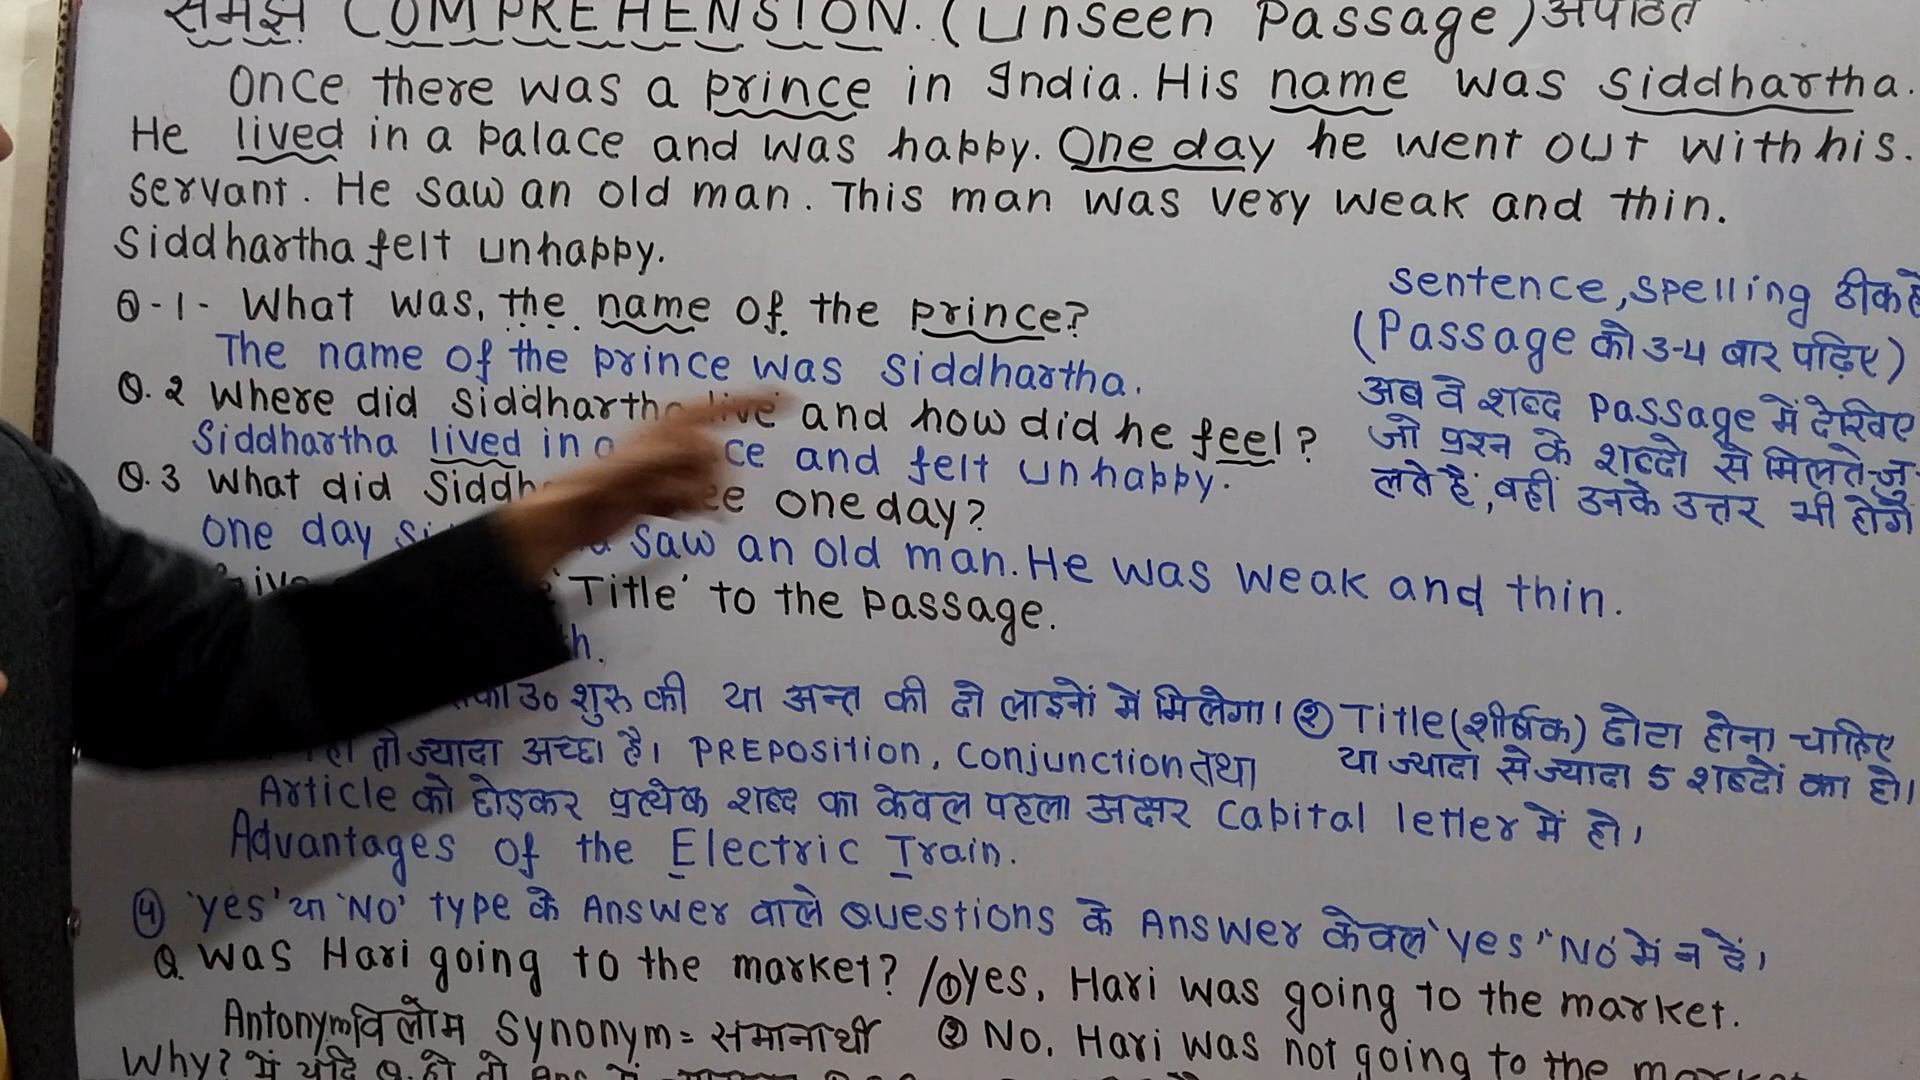 समझ COMPREHENSION. (Unseen Passage) अपठित
Once there was a prince in India. His name was Siddhartha.
He lived in a palace and was happy. One day he went out with his.
servant. He saw an old man. This man was very weak and thin.
Siddhartha felt unhappy.
Q-1- What was, the name of the prince?
The name of the prince was Siddhartha.
Q.2 Where did Siddhartha live and how did he feel?
Siddhartha lived in a ce and felt unhappy.
Q.3 What did Siddh ee one day?
One day Si a saw an old man. He was weak and thin.
ive 'Title' to the passage.
h.
sentence, spelling ठीक है
(Passage को 3-4 बार पढ़िए)
अब वे शब्द passage में देखिए
जो प्रश्न के शब्दो से मिलते-जु-
लते हैं, वहीं उनके उत्तर भी होगें
उ० शुरू की या अन्त की दो लाइनों में मिलेगा। (2) Title (शीर्षक) छोटा होना चाहिए
तो ज्यादा अच्छा है। PREPOSition, Conjunction तथा या ज्यादा से ज्यादा 5 शब्दों का हो।
Article को छोड़कर प्रत्येक शब्द का केवल पहला अक्षर Capital letter में हो।
Advantages of the Electric Train.
(4) 'yes' या 'NO' type के Answer वाले Questions के Answer केवल 'yes' 'NO' में न दें।
Q. Was Hari going to the market? / (1) Yes, Hari was going to the market.
Antonym विलोम Synonym = समानार्थी (2) No, Hari was not going to the market
Why? में यदि Q. हो तो Ans में